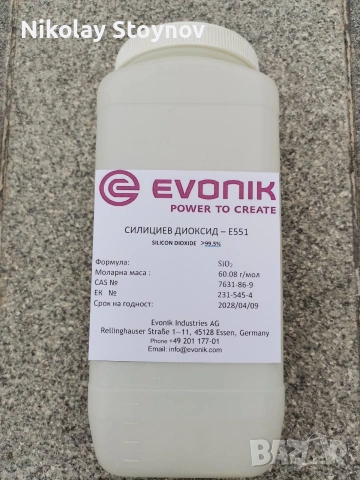 Nikolay Stoynov
EVONIK
POWER TO CREATE
СИЛИЦИЕВ ДИОКСИД – Е551
SILICON DIOXIDE >99,5%
Формула: SiO₂
Моларна маса : 60.08 г/мол
CAS № 7631-86-9
ЕК № 231-545-4
Срок на годност: 2028/04/09
Evonik Industries AG
Rellinghauser Straße 1—11, 45128 Essen, Germany
Phone +49 201 177-01
Email: info@evonik.com
BAZAR